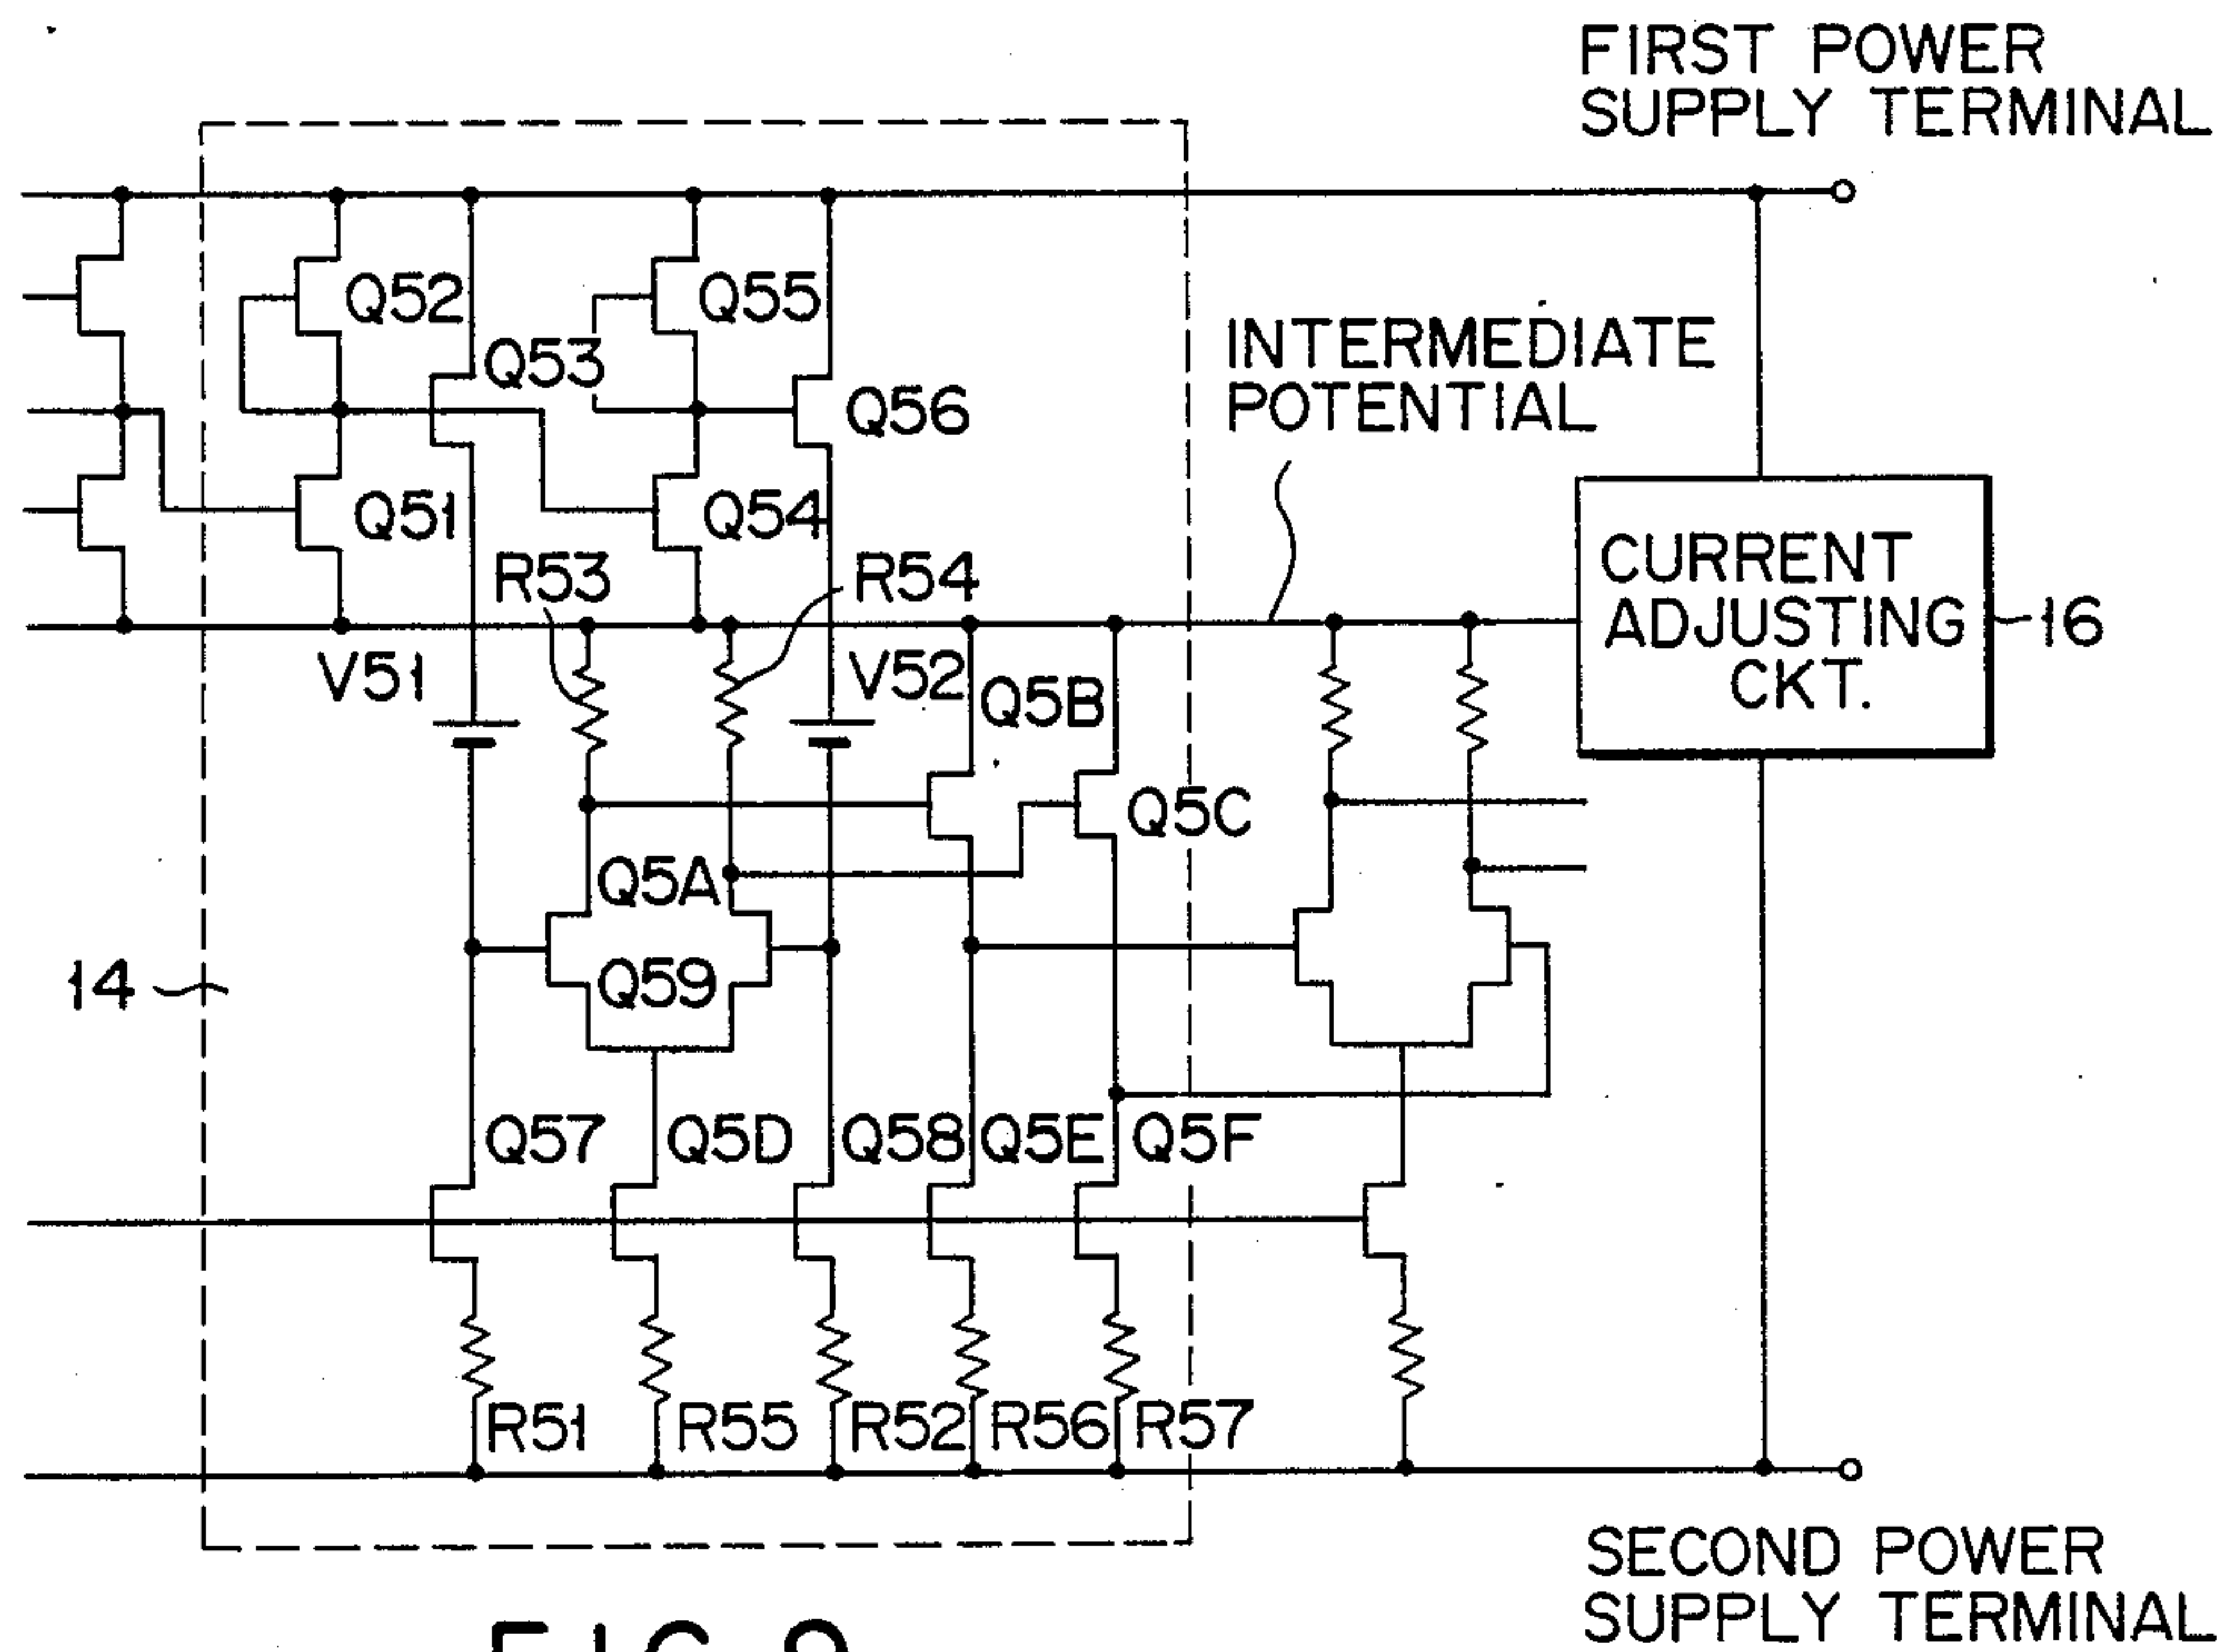 FIRST POWER
SUPPLY TERMINAL
Q52
Q55
Q53
Q56
INTERMEDIATE
POTENTIAL
Q51
Q54
R53
R54
CURRENT
ADJUSTING
CKT.
16
V51
V52
Q5B
Q5C
Q5A
Q59
14
Q57
Q5D
Q58
Q5E
Q5F
R51
R55
R52
R56
R57
SECOND POWER
SUPPLY TERMINAL